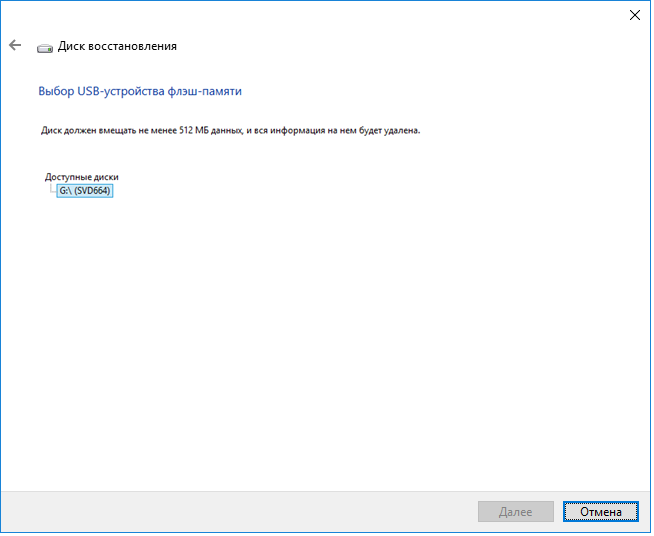 Диск восстановления
Выбор USB-устройства флэш-памяти
Диск должен вмещать не менее 512 МБ данных, и вся информация на нем будет удалена.
Доступные диски
G:\ (SVD664)
Далее
Отмена